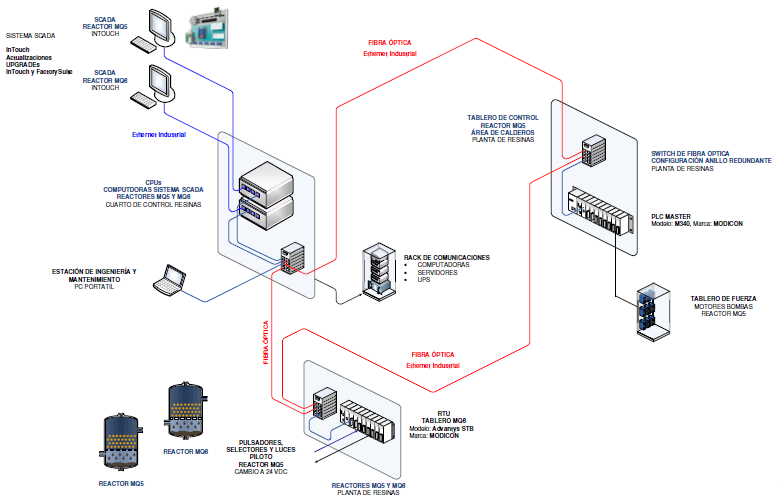 SISTEMA SCADA
InTouch
Acualizaciones
UPGRADEs
InTouch y FactorySuite
SCADA
REACTOR MQ5
INTOUCH
SCADA
REACTOR MQ6
INTOUCH
Ethernet Industrial
CPUs
COMPUTDORAS SISTEMA SCADA
REACTORES MQ5 Y MQ6
CUARTO DE CONTROL RESINAS
ESTACIÓN DE INGENIERÍA Y
MANTENIMIENTO
PC PORTATIL
RACK DE COMUNICACIONES
• COMPUTADORAS
• SERVIDORES
• UPS
FIBRA ÓPTICA
Ethernet Industrial
TABLERO DE CONTROL
REACTOR MQ5
ÁREA DE CALDEROS
PLANTA DE RESINAS
SWITCH DE FIBRA OPTICA
CONFIGURACIÓN ANILLO REDUNDANTE
PLANTA DE RESINAS
PLC MASTER
Modelo: M340, Marca: MODICON
TABLERO DE FUERZA
MOTORES BOMBAS
REACTOR MQ5
FIBRA ÓPTICA
FIBRA ÓPTICA
Ethernet Industrial
RTU
TABLERO MQ6
Modelo: Advansys STB
Marca: MODICON
PULSADORES,
SELECTORES Y LUCES
PILOTO
REACTOR MQ5
CAMBIO A 24 VDC
REACTORES MQ5 Y MQ6
PLANTA DE RESINAS
REACTOR MQ6
REACTOR MQ5